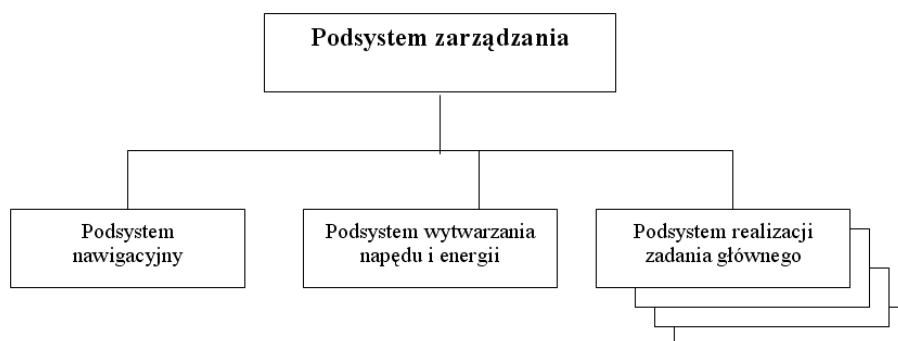 Podsystem zarządzania
Podsystem
nawigacyjny
Podsystem wytwarzania
napędu i energii
Podsystem realizacji
zadania głównego